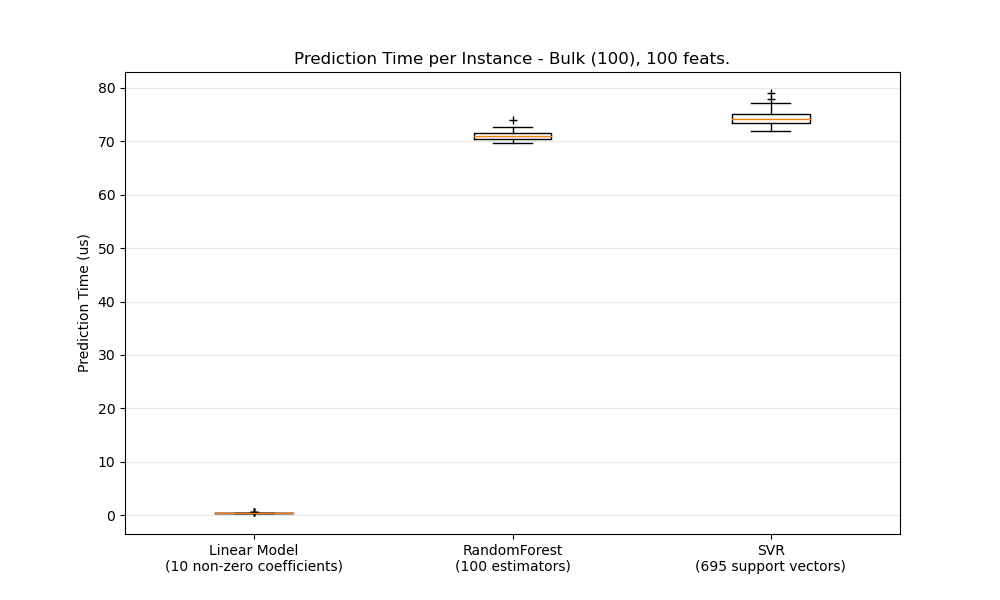 Prediction Time per Instance - Bulk (100), 100 feats.
Prediction Time (us)
80
70
60
50
40
30
20
10
0
Linear Model
(10 non-zero coefficients)
RandomForest
(100 estimators)
SVR
(695 support vectors)